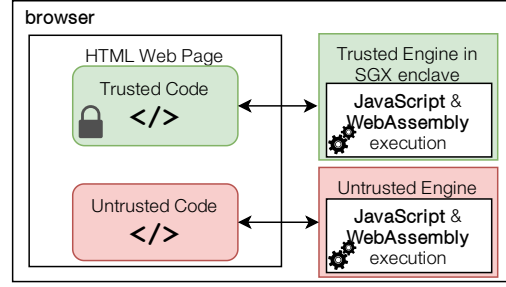 browser
HTML Web Page
Trusted Code
</>
Untrusted Code
</>
Trusted Engine in
SGX enclave
JavaScript &
WebAssembly
execution
Untrusted Engine
JavaScript &
WebAssembly
execution